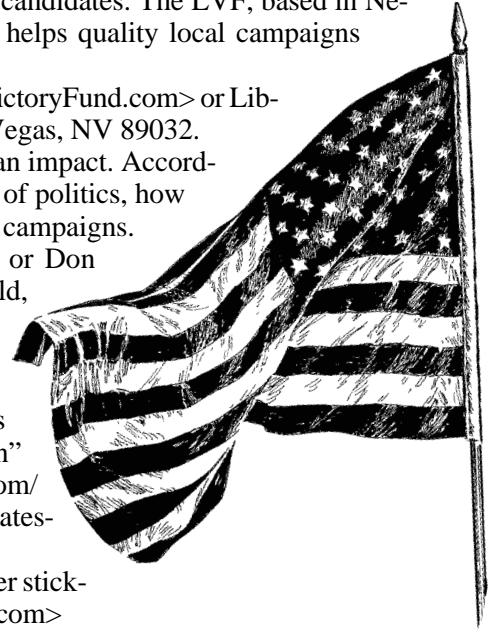 candidates. The LVF, based in Ne-
helps quality local campaigns
ictoryFund.com> or Lib-
Vegas, NV 89032.
an impact. Accord-
of politics, how
campaigns.
or Don
ld,
s
n”
om/
ates-
er stick-
.com>